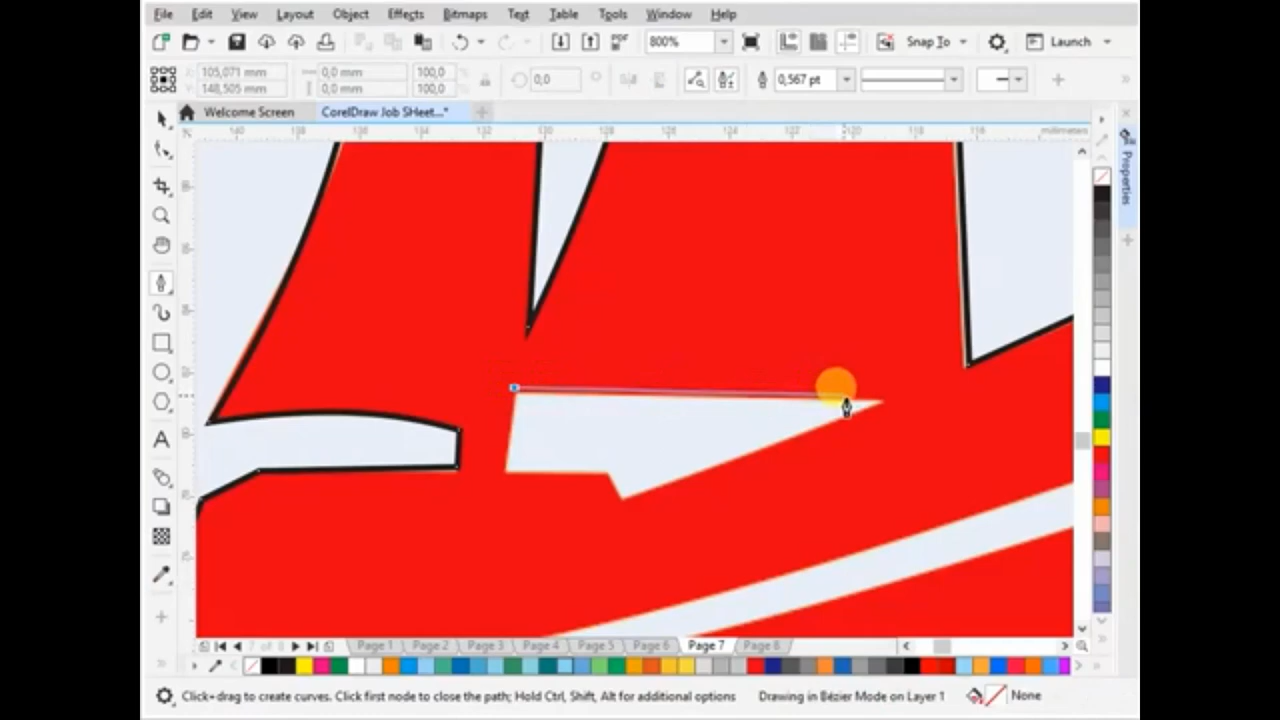 File Edit View Layout Object Effects Bitmaps Text Table Tools Window Help
PDF 800% Snap To Launch
X: 105,071 mm 0,0 mm 100,0 0,0 0,567 pt
Y: 148,505 mm 0,0 mm 100,0
Welcome Screen CorelDraw Job SHeet...*
millimeters
Properties
Page 1 Page 2 Page 3 Page 4 Page 5 Page 6 Page 7 Page 8
Click+drag to create curves. Click first node to close the path; Hold Ctrl, Shift, Alt for additional options Drawing in Bézier Mode on Layer 1 None